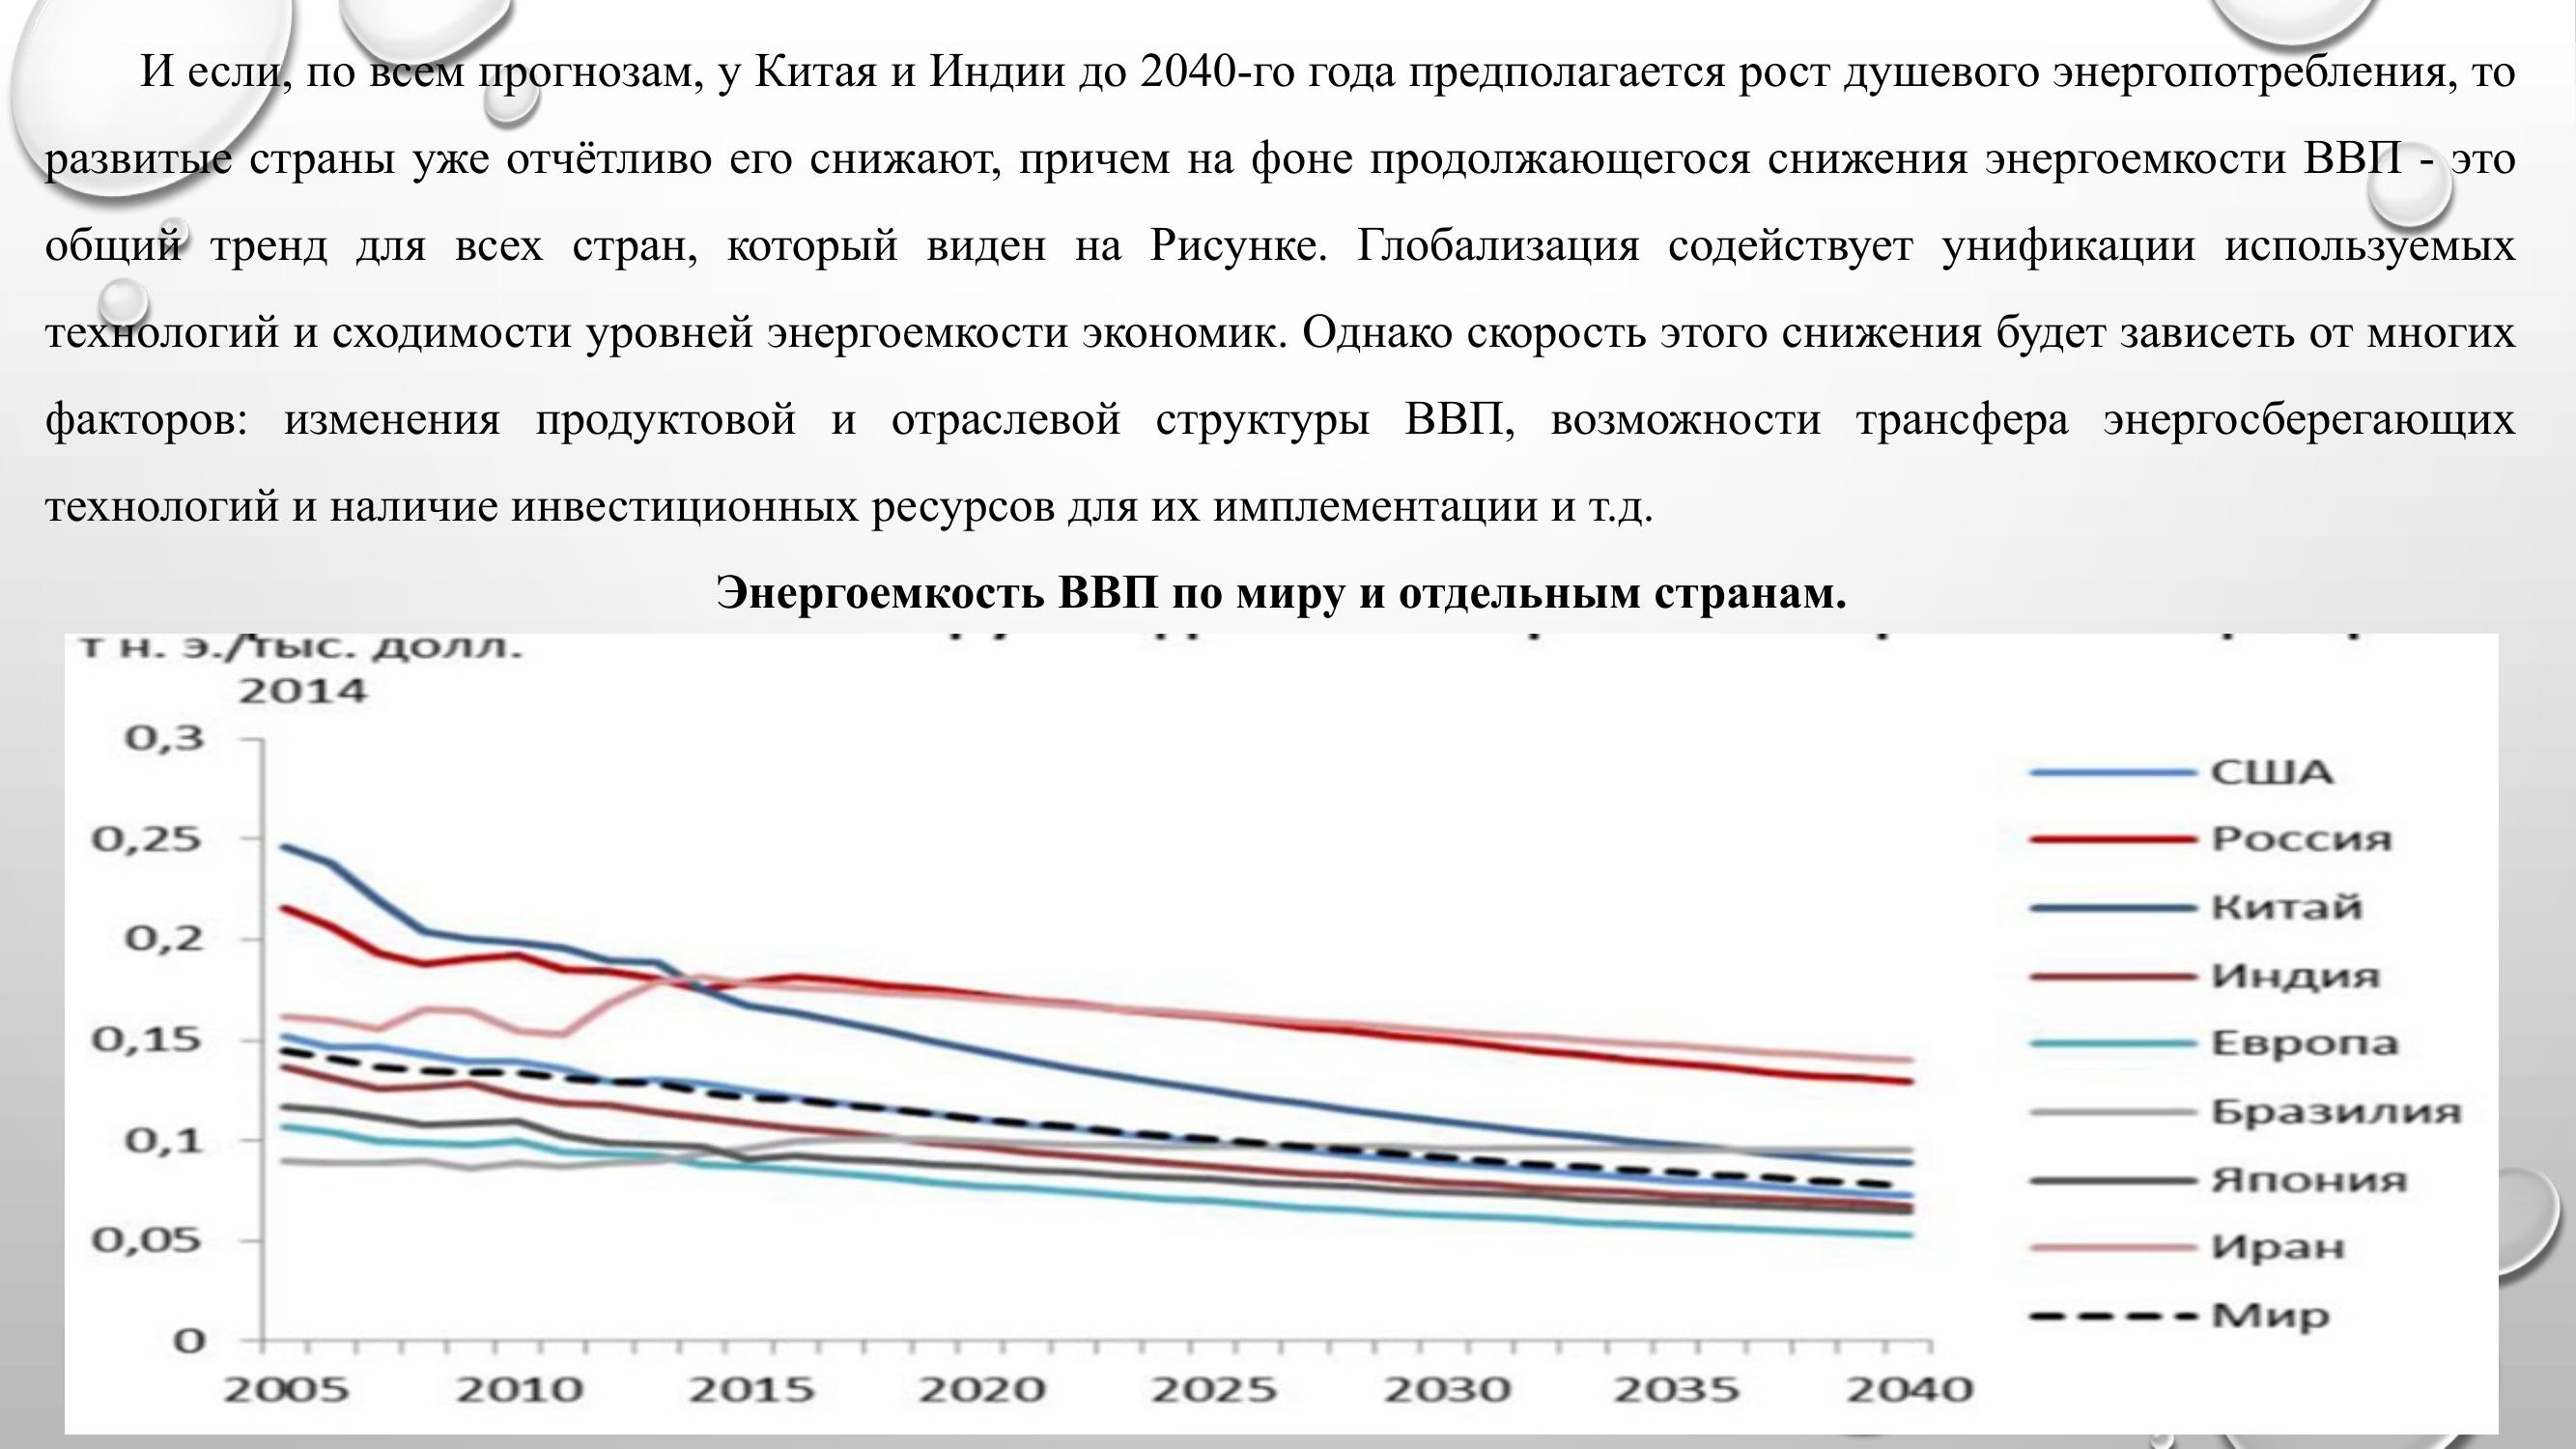 И если, по всем прогнозам, у Китая и Индии до 2040-го года предполагается рост душевого энергопотребления, то
развитые страны уже отчётливо его снижают, причем на фоне продолжающегося снижения энергоемкости ВВП - это
общий тренд для всех стран, который виден на Рисунке. Глобализация содействует унификации используемых
технологий и сходимости уровней энергоемкости экономик. Однако скорость этого снижения будет зависеть от многих
факторов: изменения продуктовой и отраслевой структуры ВВП, возможности трансфера энергосберегающих
технологий и наличие инвестиционных ресурсов для их имплементации и т.д.
Энергоемкость ВВП по миру и отдельным странам.
т н. э./тыс. долл.
2014
0,3
0,25
0,2
0,15
0,1
0,05
0
2005 2010 2015 2020 2025 2030 2035 2040
США
Россия
Китай
Индия
Европа
Бразилия
Япония
Иран
Мир